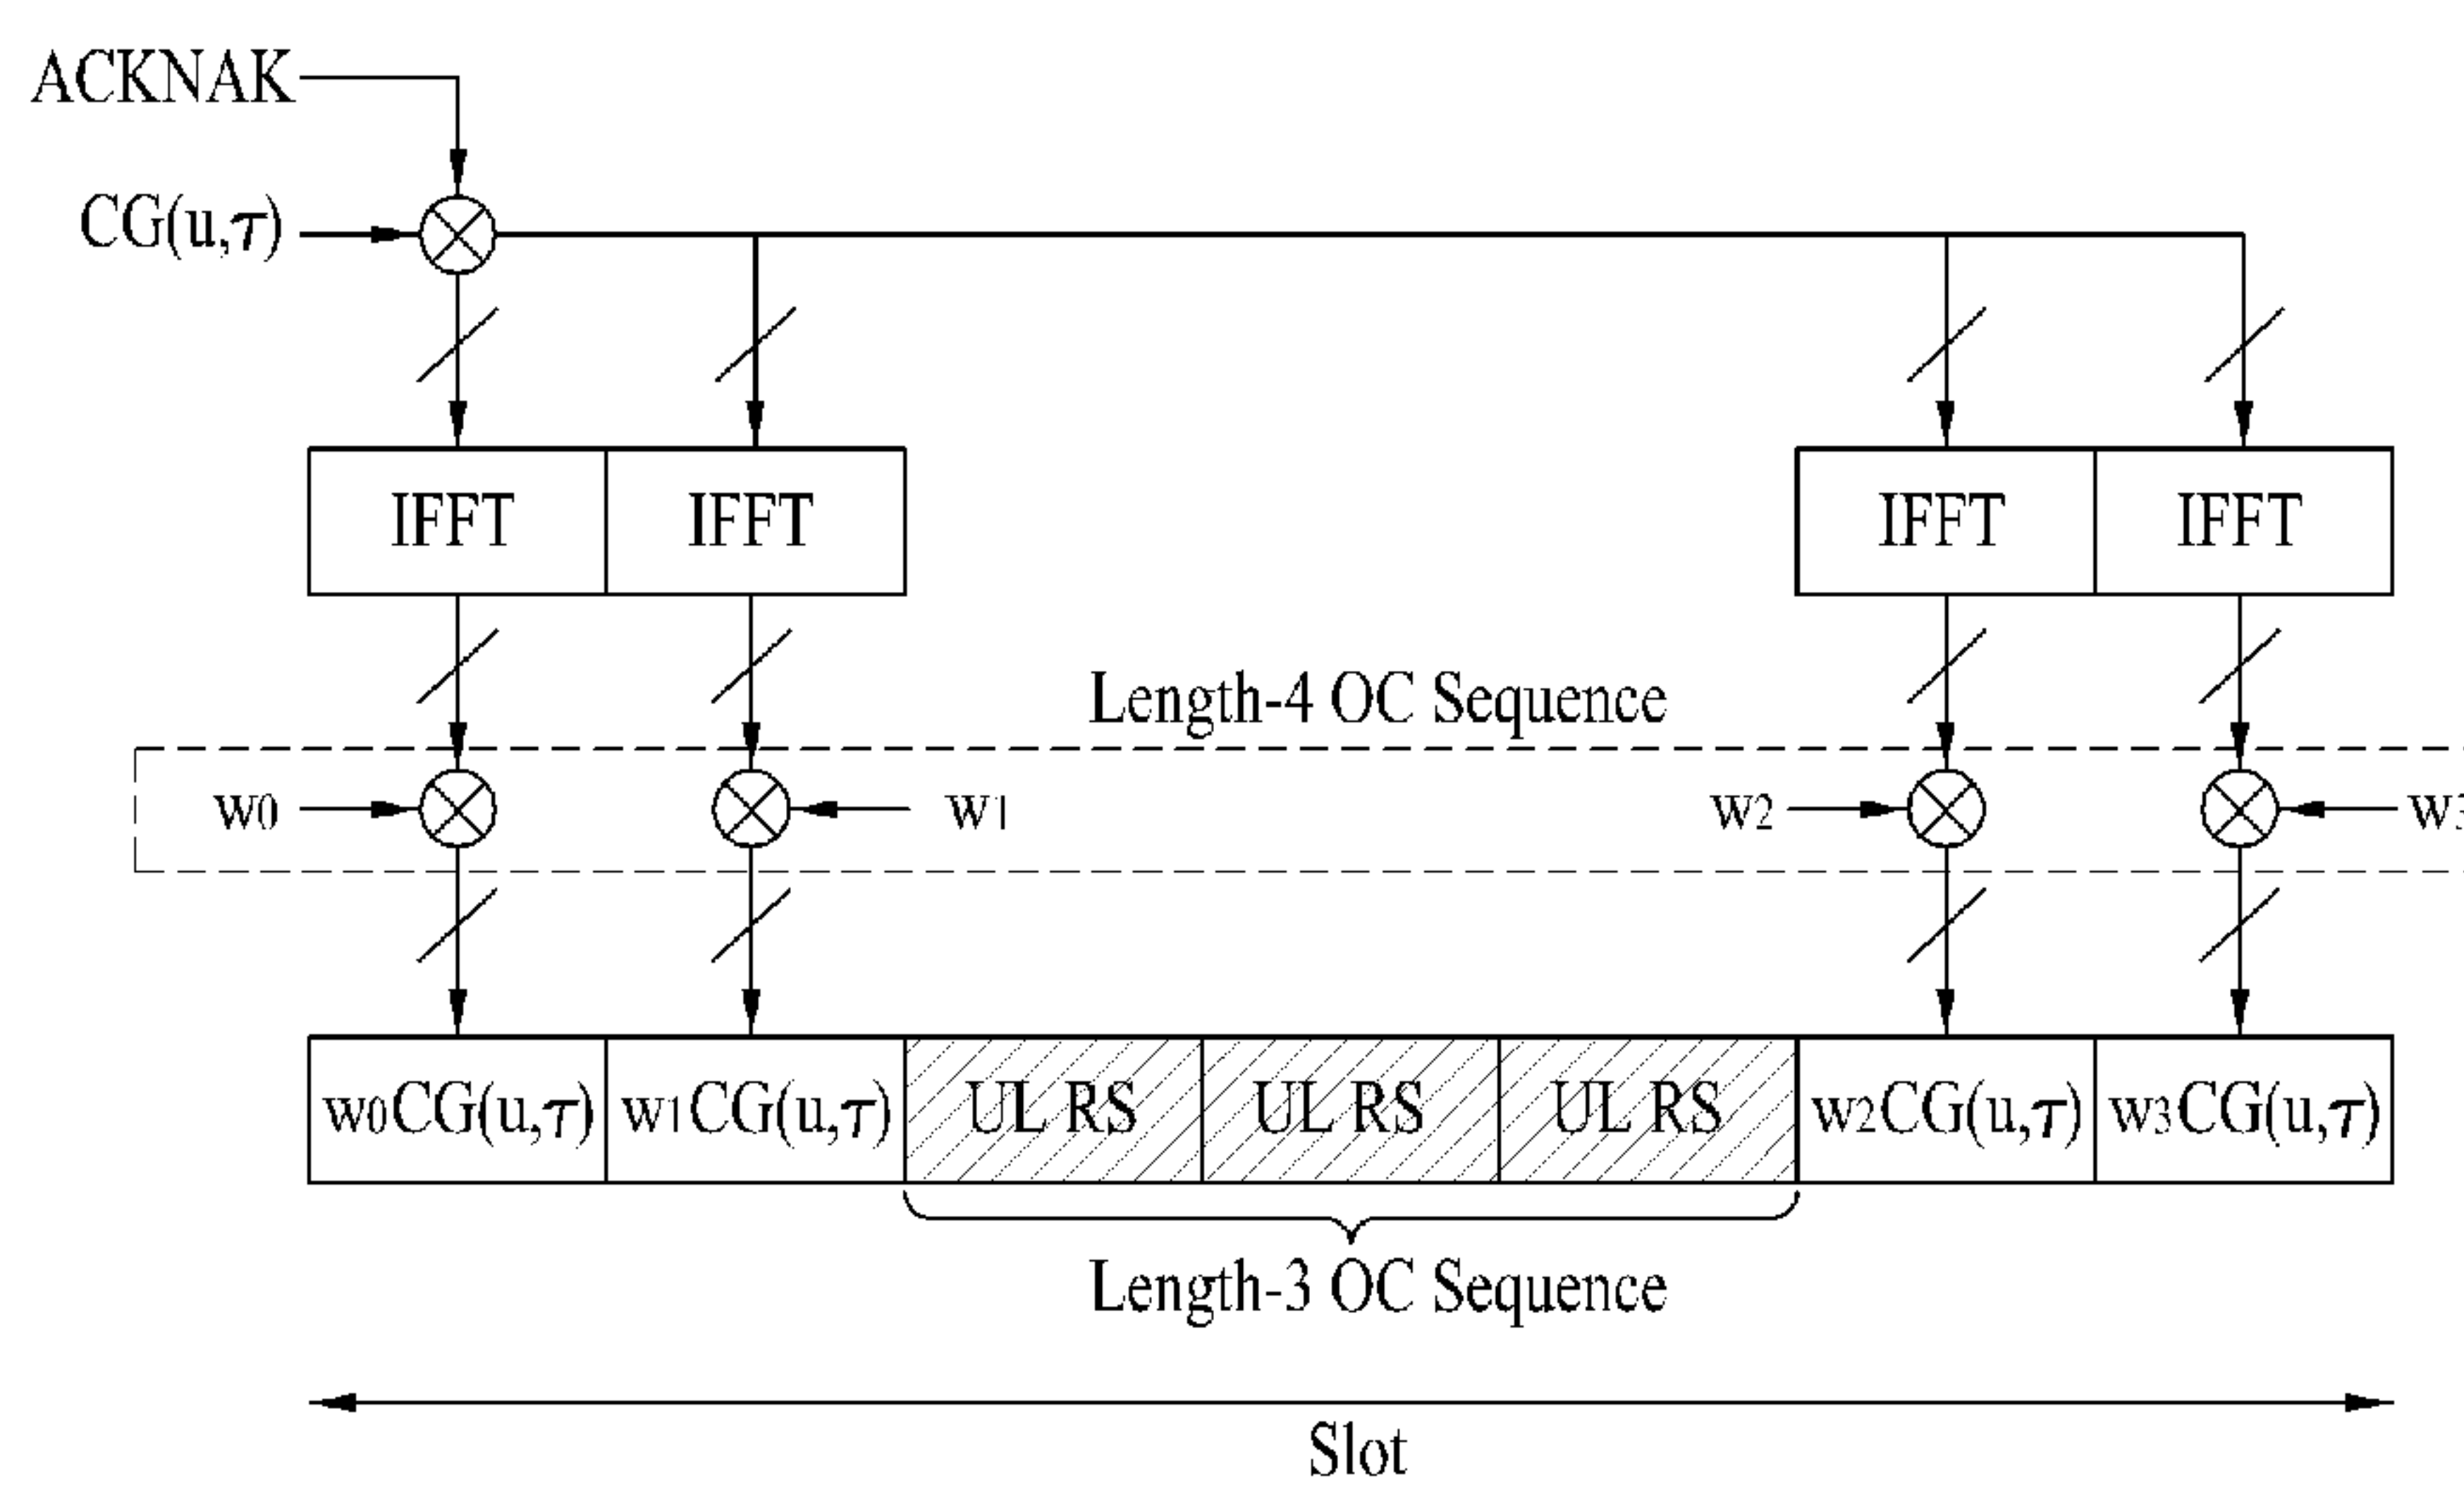 ACKNAK
CG(u,τ)
IFFT IFFT IFFT IFFT
Length-4 OC Sequence
w0 w1 w2
w0CG(u,τ) w1CG(u,τ) UL RS UL RS UL RS w2CG(u,τ) w3CG(u,τ)
Length-3 OC Sequence
Slot